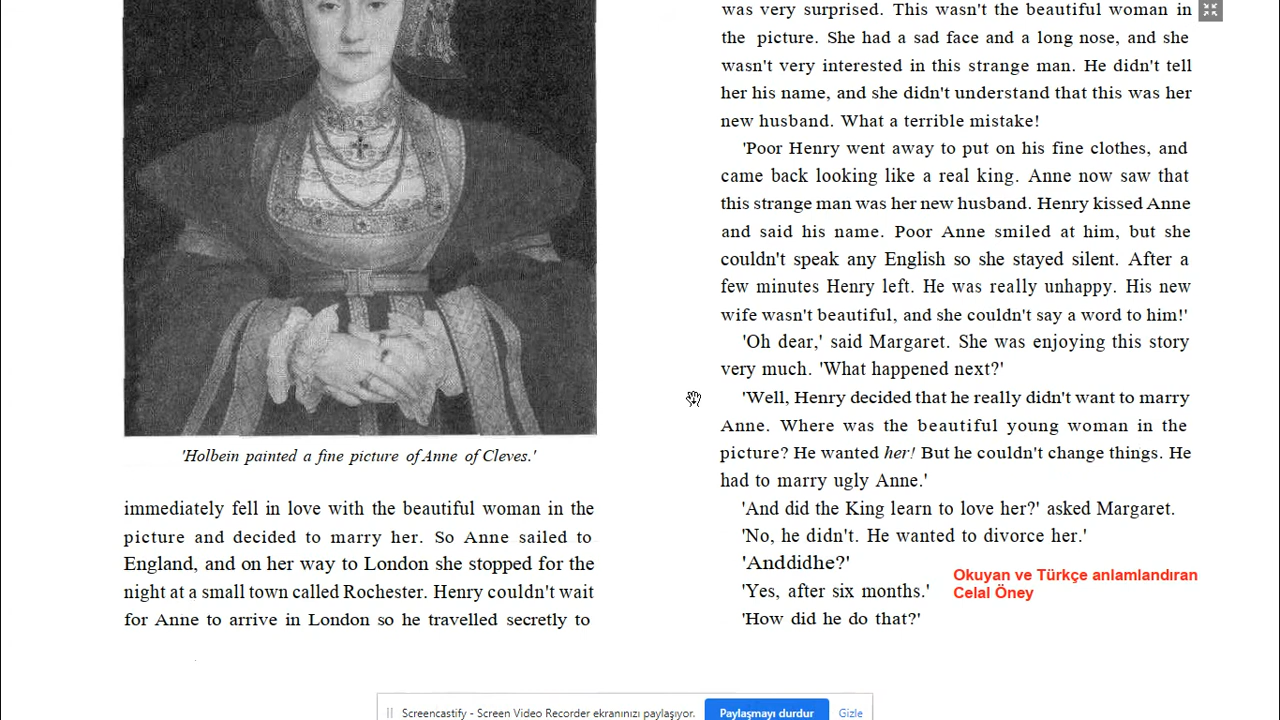 'Holbein painted a fine picture of Anne of Cleves.'
immediately fell in love with the beautiful woman in the
picture and decided to marry her. So Anne sailed to
England, and on her way to London she stopped for the
night at a small town called Rochester. Henry couldn't wait
for Anne to arrive in London so he travelled secretly to
was very surprised. This wasn't the beautiful woman in
the picture. She had a sad face and a long nose, and she
wasn't very interested in this strange man. He didn't tell
her his name, and she didn't understand that this was her
new husband. What a terrible mistake!
'Poor Henry went away to put on his fine clothes, and
came back looking like a real king. Anne now saw that
this strange man was her new husband. Henry kissed Anne
and said his name. Poor Anne smiled at him, but she
couldn't speak any English so she stayed silent. After a
few minutes Henry left. He was really unhappy. His new
wife wasn't beautiful, and she couldn't say a word to him!'
'Oh dear,' said Margaret. She was enjoying this story
very much. 'What happened next?'
'Well, Henry decided that he really didn't want to marry
Anne. Where was the beautiful young woman in the
picture? He wanted her! But he couldn't change things. He
had to marry ugly Anne.'
'And did the King learn to love her?' asked Margaret.
'No, he didn't. He wanted to divorce her.'
'Anddidhe?'
'Yes, after six months.'
'How did he do that?'
Okuyan ve Türkçe anlamlandıran
Celal Öney
Screencastify - Screen Video Recorder ekranınızı paylaşıyor.
Paylaşmayı durdur
Gizle